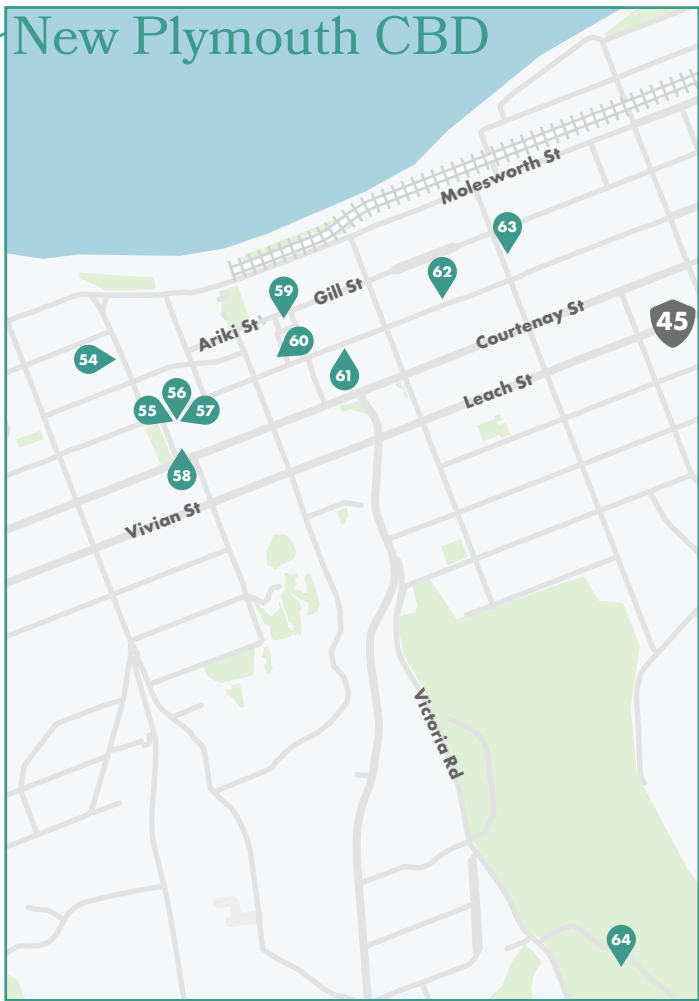 New Plymouth CBD
Molesworth St
63
62
59
Gill St
Ariki St
60
Courtenay St
45
54
61
Leach St
56
55
57
58
Vivian St
Victoria Rd
64